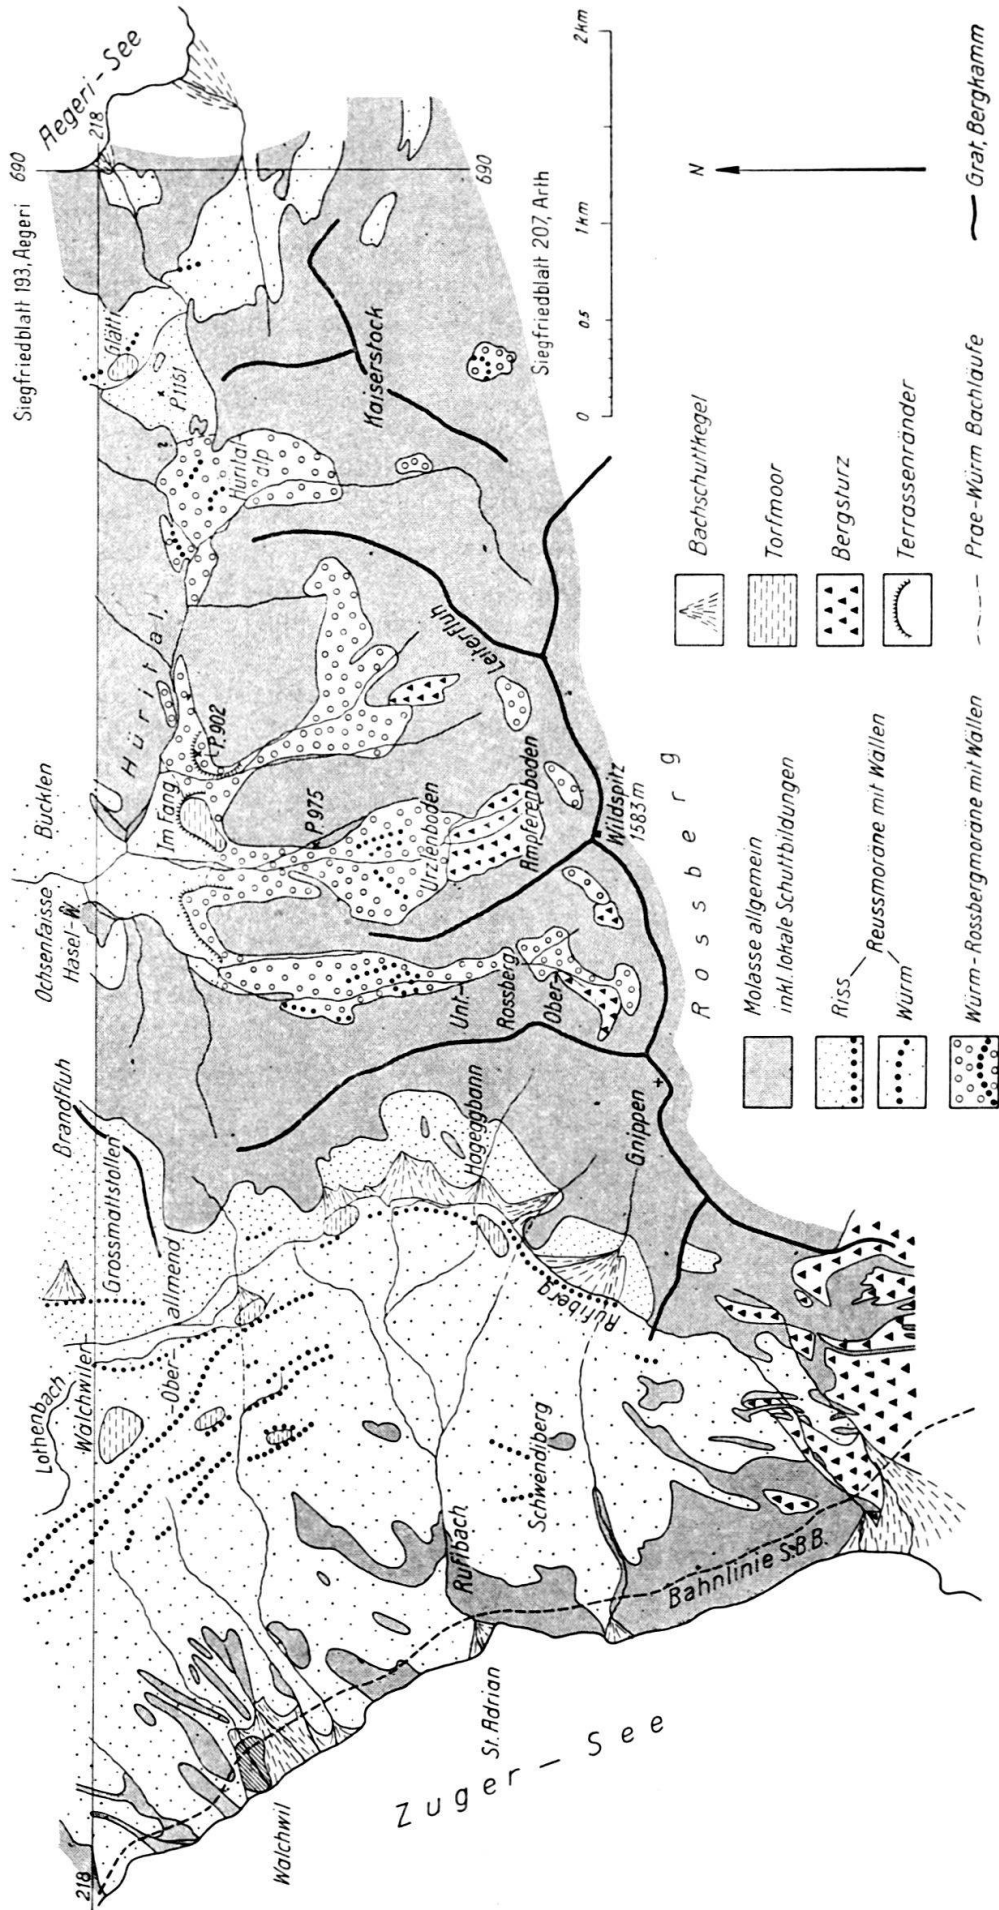 Siegfriedblatt 193, Aegeri
690
Aegeri-See
218
218
Lothenbach
Walchwiler
-Ober-
allmend
Grossmattstollen
Brandfluh
Ochsenfaisse
Hasel-W.
Bücklen
Hürital
Im Fang
P.902
P.975
Glätti
P.1151
?
Hürital-
alp
Walchwil
St. Adrian
Zuger-See
Rufibach
Schwendiberg
Rufiberg
Bahnlinie S.B.B.
Hageggbann
Gnippen
Unt.-
Rossberg
Ober-
Urzlenboden
Ampferenboden
Wildspitz
1583 m
Leiterfluh
Kaiserstock
Rossberg
690
Siegfriedblatt 207, Arth
0
0.5
1km
2km
N
Molasse allgemein
inkl. lokale Schuttbildungen
Riss
Würm
Reussmoräne mit Wällen
Würm-Rossbergmoräne mit Wällen
Bachschuttkegel
Torfmoor
Bergsturz
Terrassenränder
Prae-Würm Bachläufe
Grat, Bergkamm